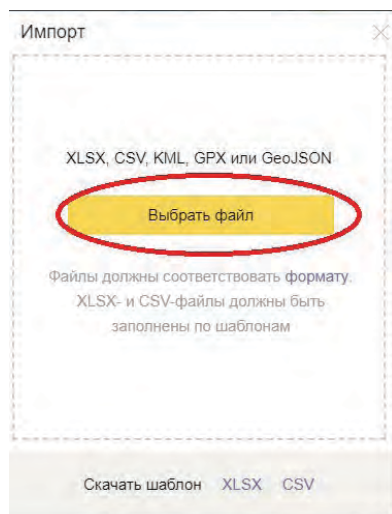 Импорт
XLSX, CSV, KML, GPX или GeoJSON
Выбрать файл
Файлы должны соответствовать формату.
XLSX- и CSV-файлы должны быть
заполнены по шаблонам
Скачать шаблон XLSX CSV